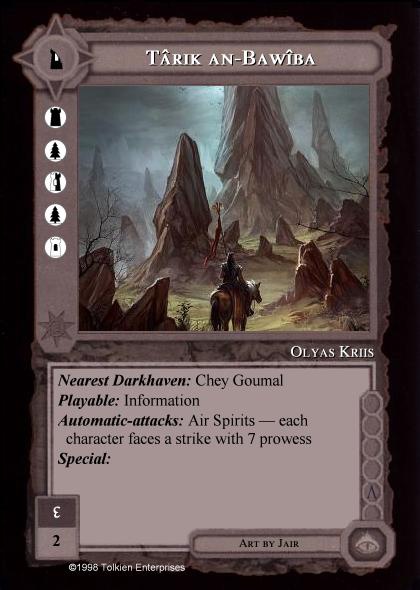 TÂRIK AN-BAWÎBA
OLYAS KRIIS
Nearest Darkhaven: Chey Goumal
Playable: Information
Automatic-attacks: Air Spirits — each
character faces a strike with 7 prowess
Special:
Λ
ε
2
ART BY JAIR
©1998 Tolkien Enterprises